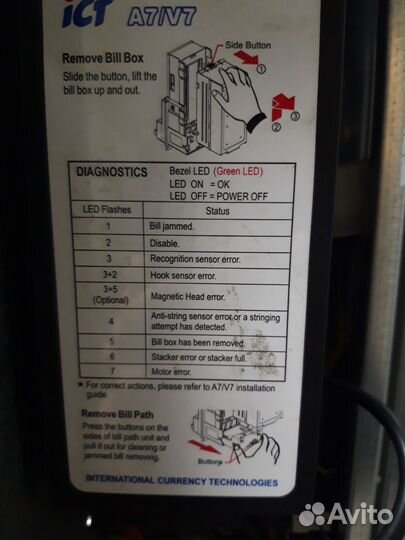 ICT A7/V7
Remove Bill Box
Slide the button, lift the
bill box up and out.
Side Button
1
2
3
DIAGNOSTICS
Bezel LED (Green LED)
LED ON = OK
LED OFF = POWER OFF
LED Flashes Status
1 Bill jammed.
2 Disable.
3 Recognition sensor error.
3+2 Hook sensor error.
3+5
(Optional) Magnetic Head error.
4 Anti-string sensor error or a stringing
attempt has detected.
5 Bill box has been removed.
6 Stacker error or stacker full.
7 Motor error.
* For correct actions, please refer to A7/V7 installation
guide.
Remove Bill Path
Press the buttons on the
sides of bill path unit and
pull it out for cleaning or
jammed bill removing.
Buttons
INTERNATIONAL CURRENCY TECHNOLOGIES
Avito